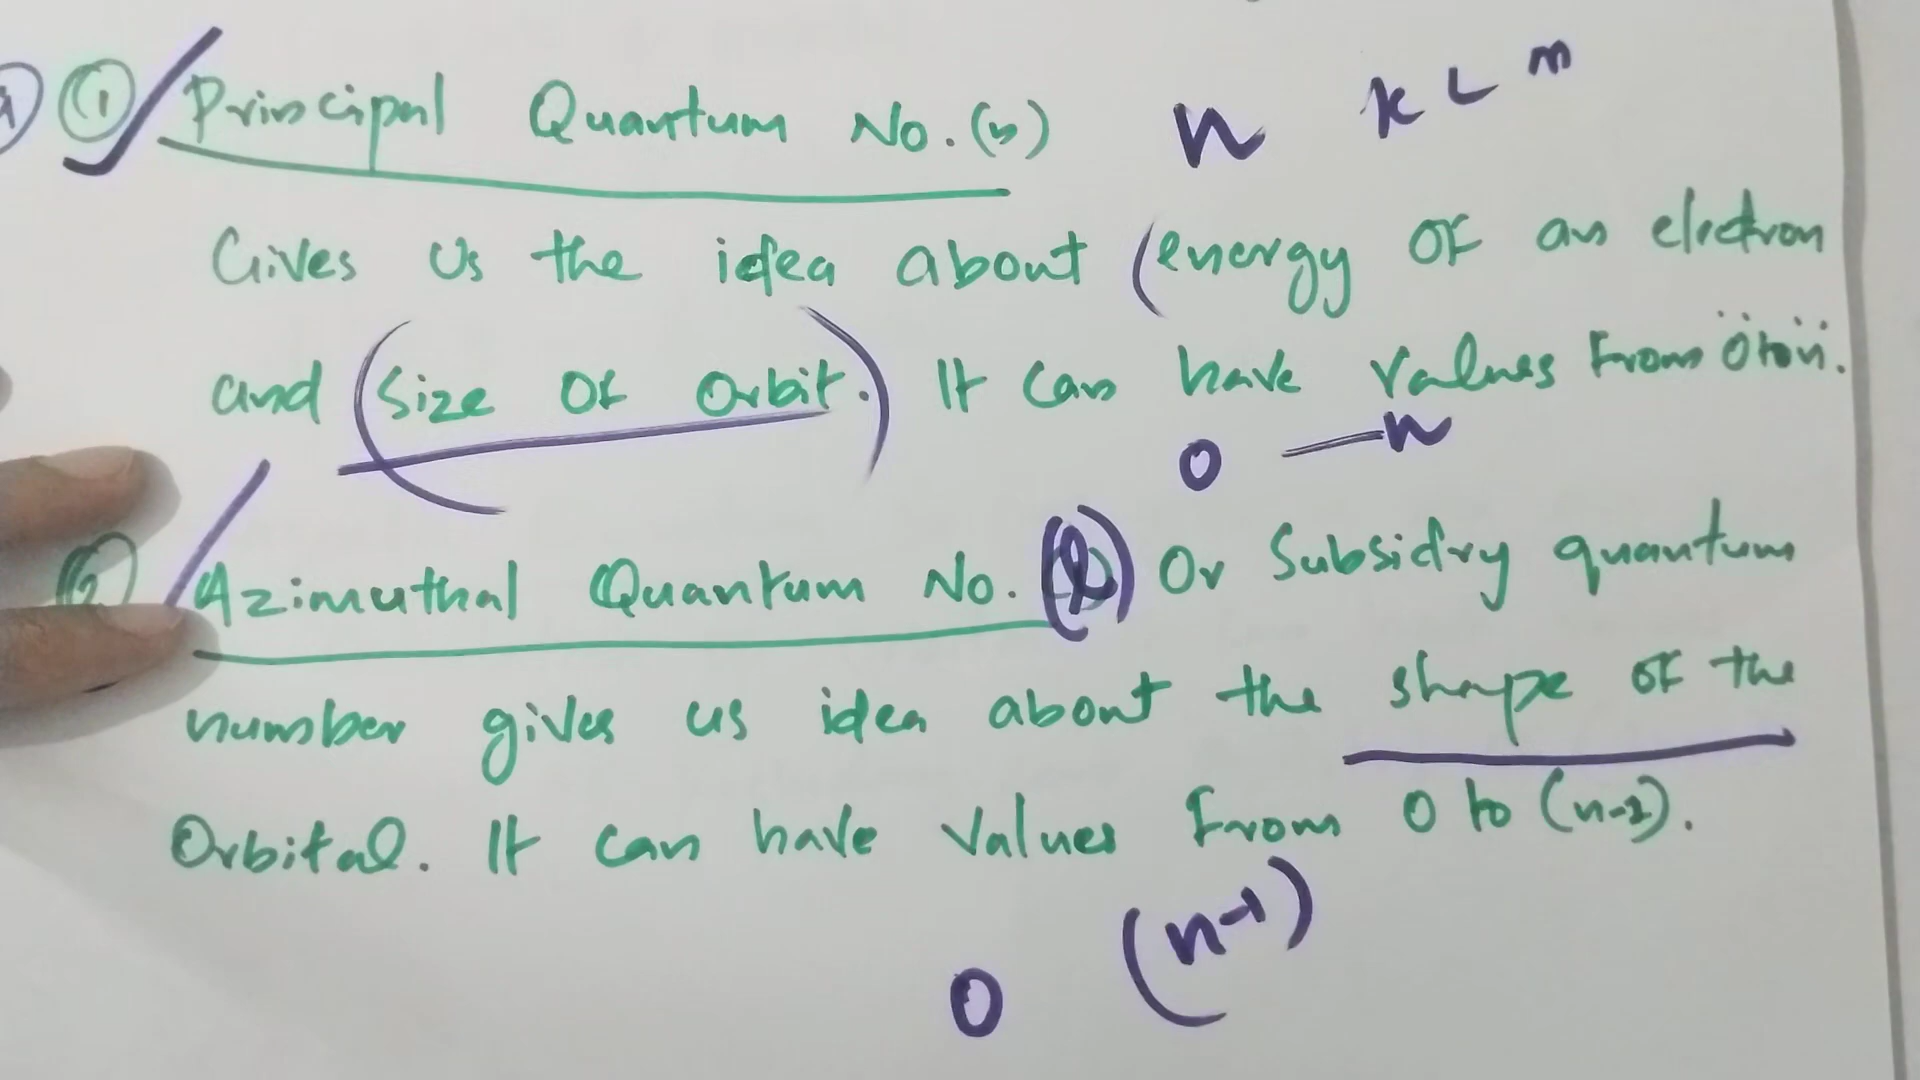 ① Principal Quantum No. (n) n K L M
Gives us the idea about (energy of an electron
and (size of orbit.) It can have values from 0 to n.
0 — n
② Azimuthal Quantum No. (l) Or Subsidry quantum
number gives us idea about the shape of the
Orbital. It can have values from 0 to (n-1).
0 (n-1)